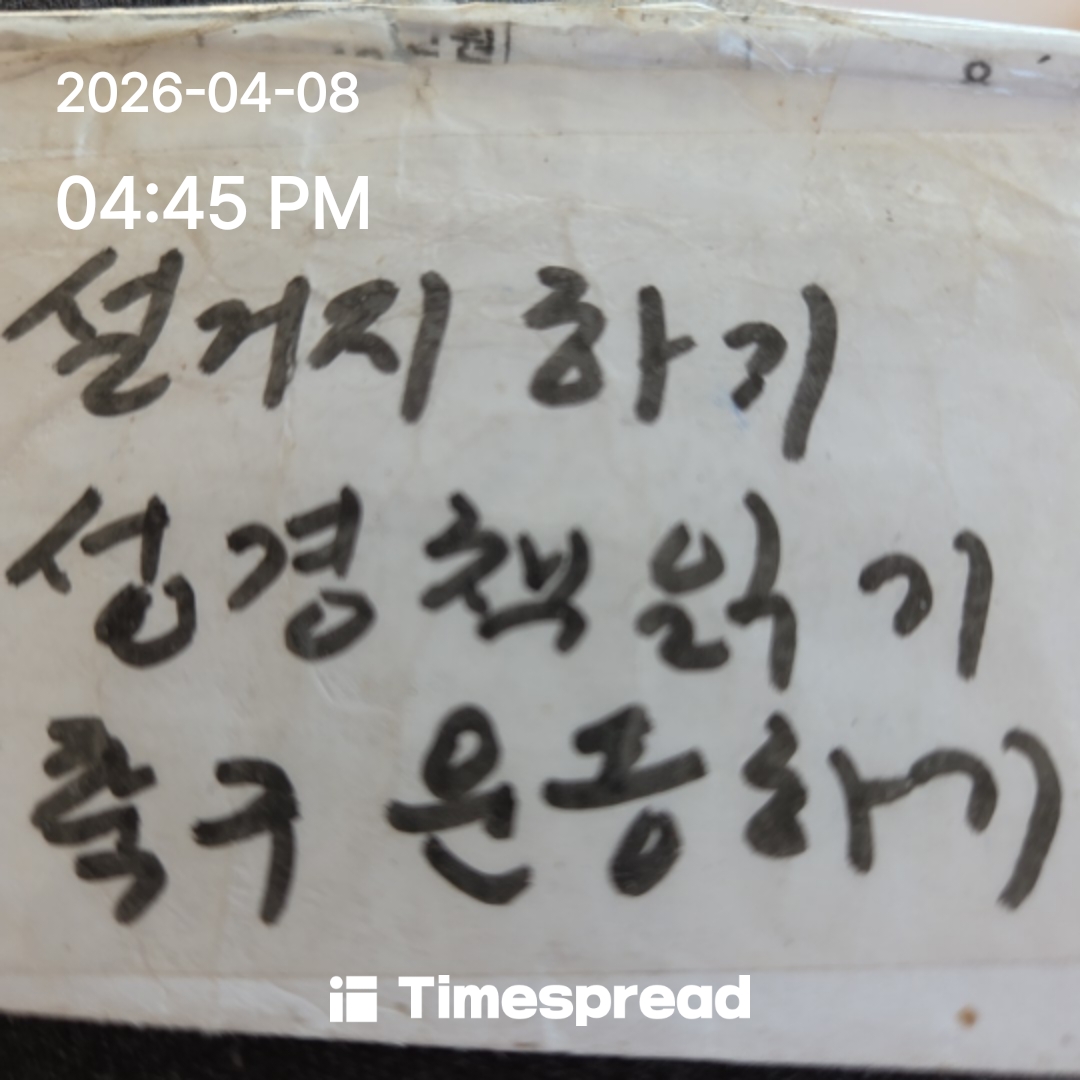 2026-04-08
04:45 PM
설거지 하기
성경책 읽기
축구 운동하기
Timespread